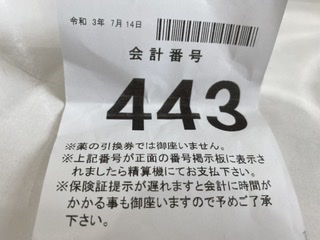 令和 3年 7月14日
会計番号
443
※薬の引換券では御座いません。
※上記番号が正面の番号掲示板に表示さ
れましたら精算機にてお支払下さい。
※保険証提示が遅れますと会計に時間が
かかる事も御座いますので予めご了承
下さい。